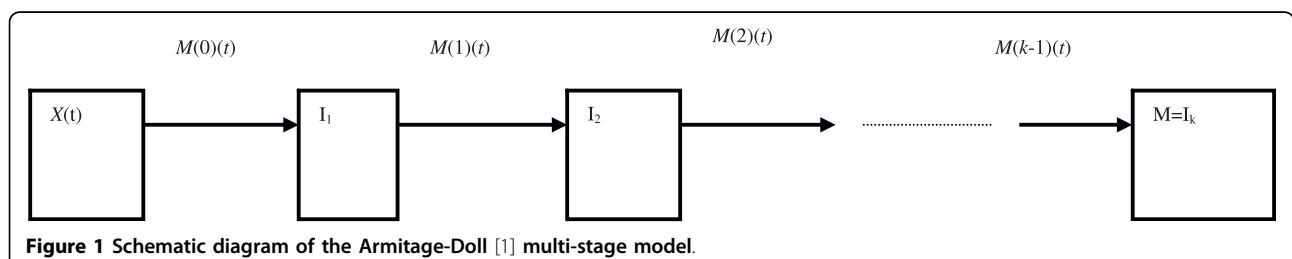 M(0)(t) M(1)(t) M(2)(t) M(k-1)(t)
X(t) I₁ I₂ M=Iₖ
Figure 1 Schematic diagram of the Armitage-Doll [1] multi-stage model.